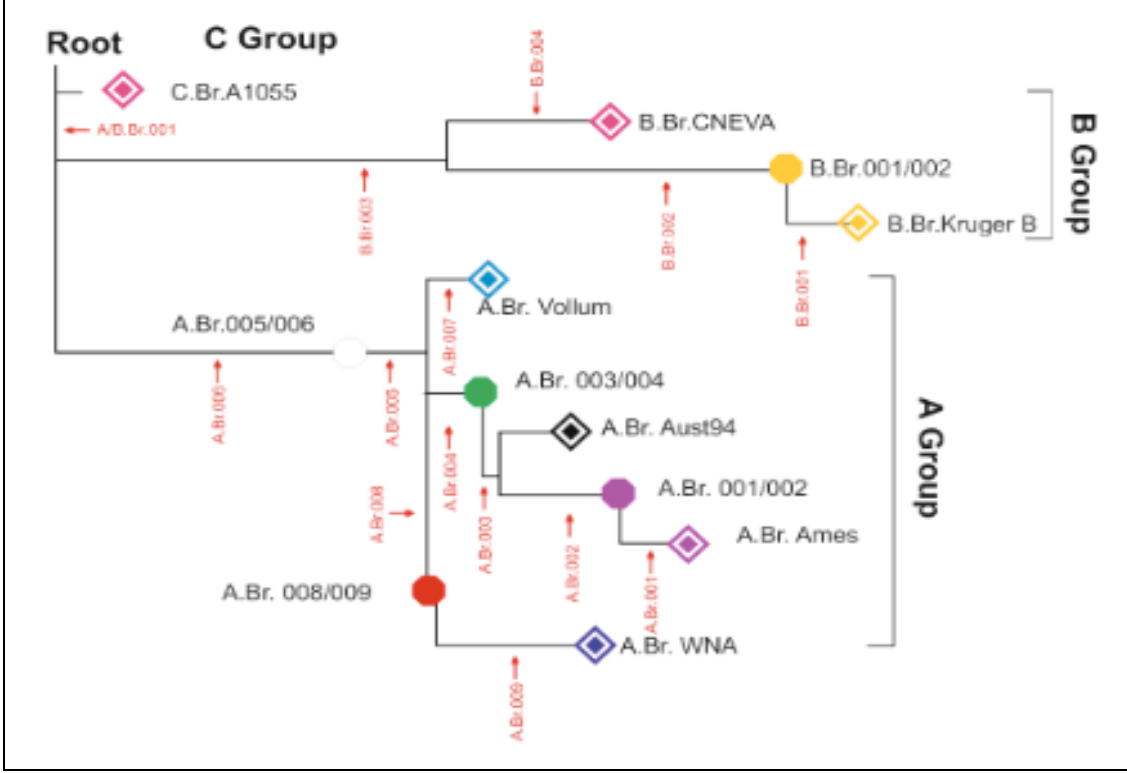 Root
C Group
B.Br.004
C.Br.A1055
A/B.Br.001
B.Br.CNEVA
B.Br.001/002
B Group
B.Br.003
B.Br.002
B.Br.Kruger B
B.Br.001
A.Br. Vollum
A.Br.005/006
A.Br.007
A.Br. 003/004
A.Br.006
A.Br.005
A.Br. Aust94
A Group
A.Br.004
A.Br. 001/002
A.Br.008
A.Br.003
A.Br. Ames
A.Br.002
A.Br.001
A.Br. 008/009
A.Br. WNA
A.Br.009